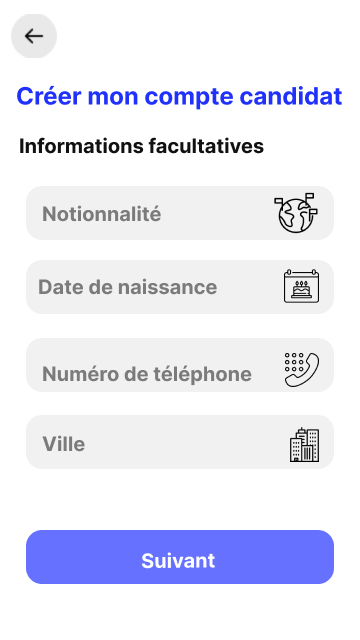 Créer mon compte candidat
Informations facultatives
Notionnalité
Date de naissance
Numéro de téléphone
Ville
Suivant